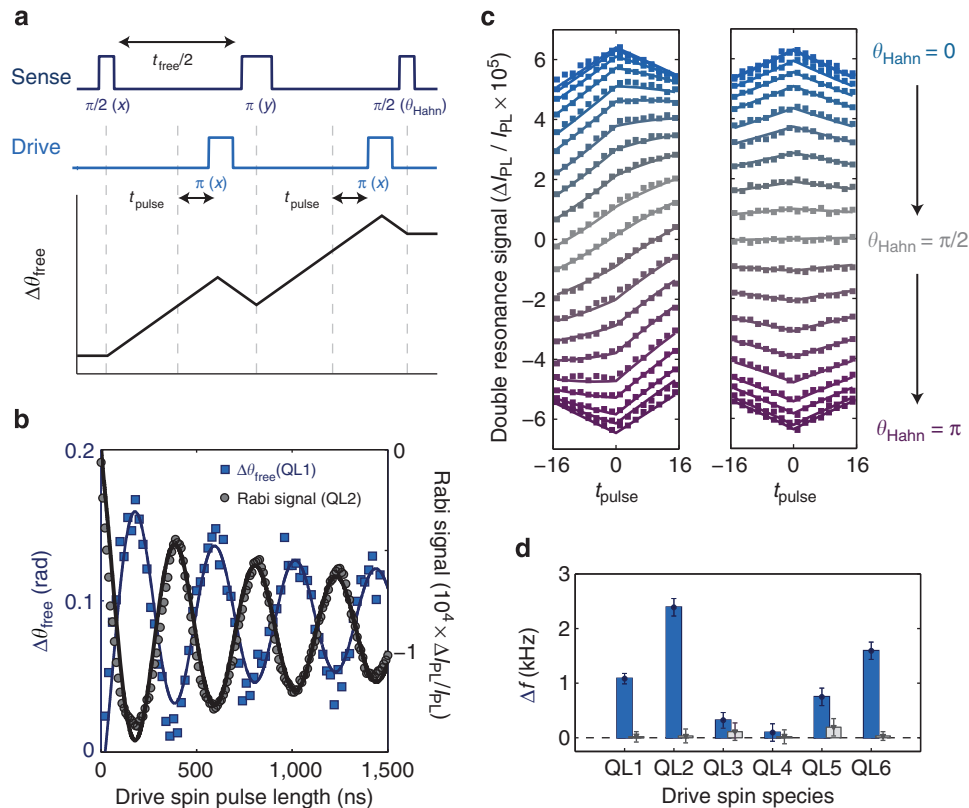 a
t_free/2
Sense
π/2 (x)
π (y)
π/2 (θ_Hahn)
Drive
π (x)
π (x)
t_pulse
t_pulse
Δθ_free
b
0.2
0.1
0
Δθ_free (rad)
Δθ_free(QL1)
Rabi signal (QL2)
0
−1
Rabi signal (10^4 × ΔI_PL/I_PL)
0
500
1,000
1,500
Drive spin pulse length (ns)
c
Double resonance signal (ΔI_PL / I_PL × 10^5)
6
4
2
0
−2
−4
−6
−16
0
16
t_pulse
−16
0
16
t_pulse
θ_Hahn = 0
θ_Hahn = π/2
θ_Hahn = π
d
3
2
1
0
Δf (kHz)
QL1 QL2 QL3 QL4 QL5 QL6
Drive spin species